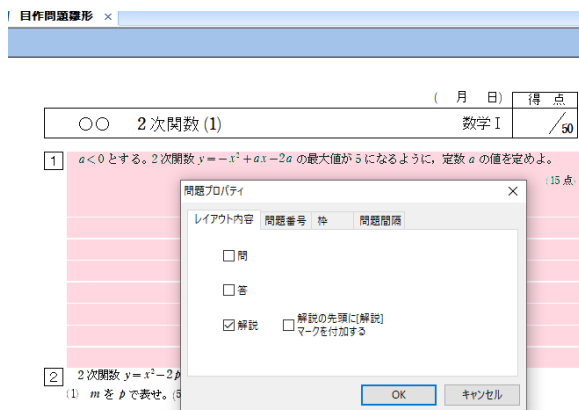 目作問題雛形 ×
( 月 日) 得 点
○○ 2次関数(1) 数学Ⅰ /50
1 a<0とする。2次関数 y=-x²+ax-2a の最大値が5になるように,定数 a の値を定めよ。
(15点)
問題プロパティ ×
レイアウト内容 問題番号 枠 問題間隔
問
答
解説 解説の先頭に[解説]
マークを付加する
2 2次関数 y=x²-2p
(1) m を p で表せ。(5
OK キャンセル